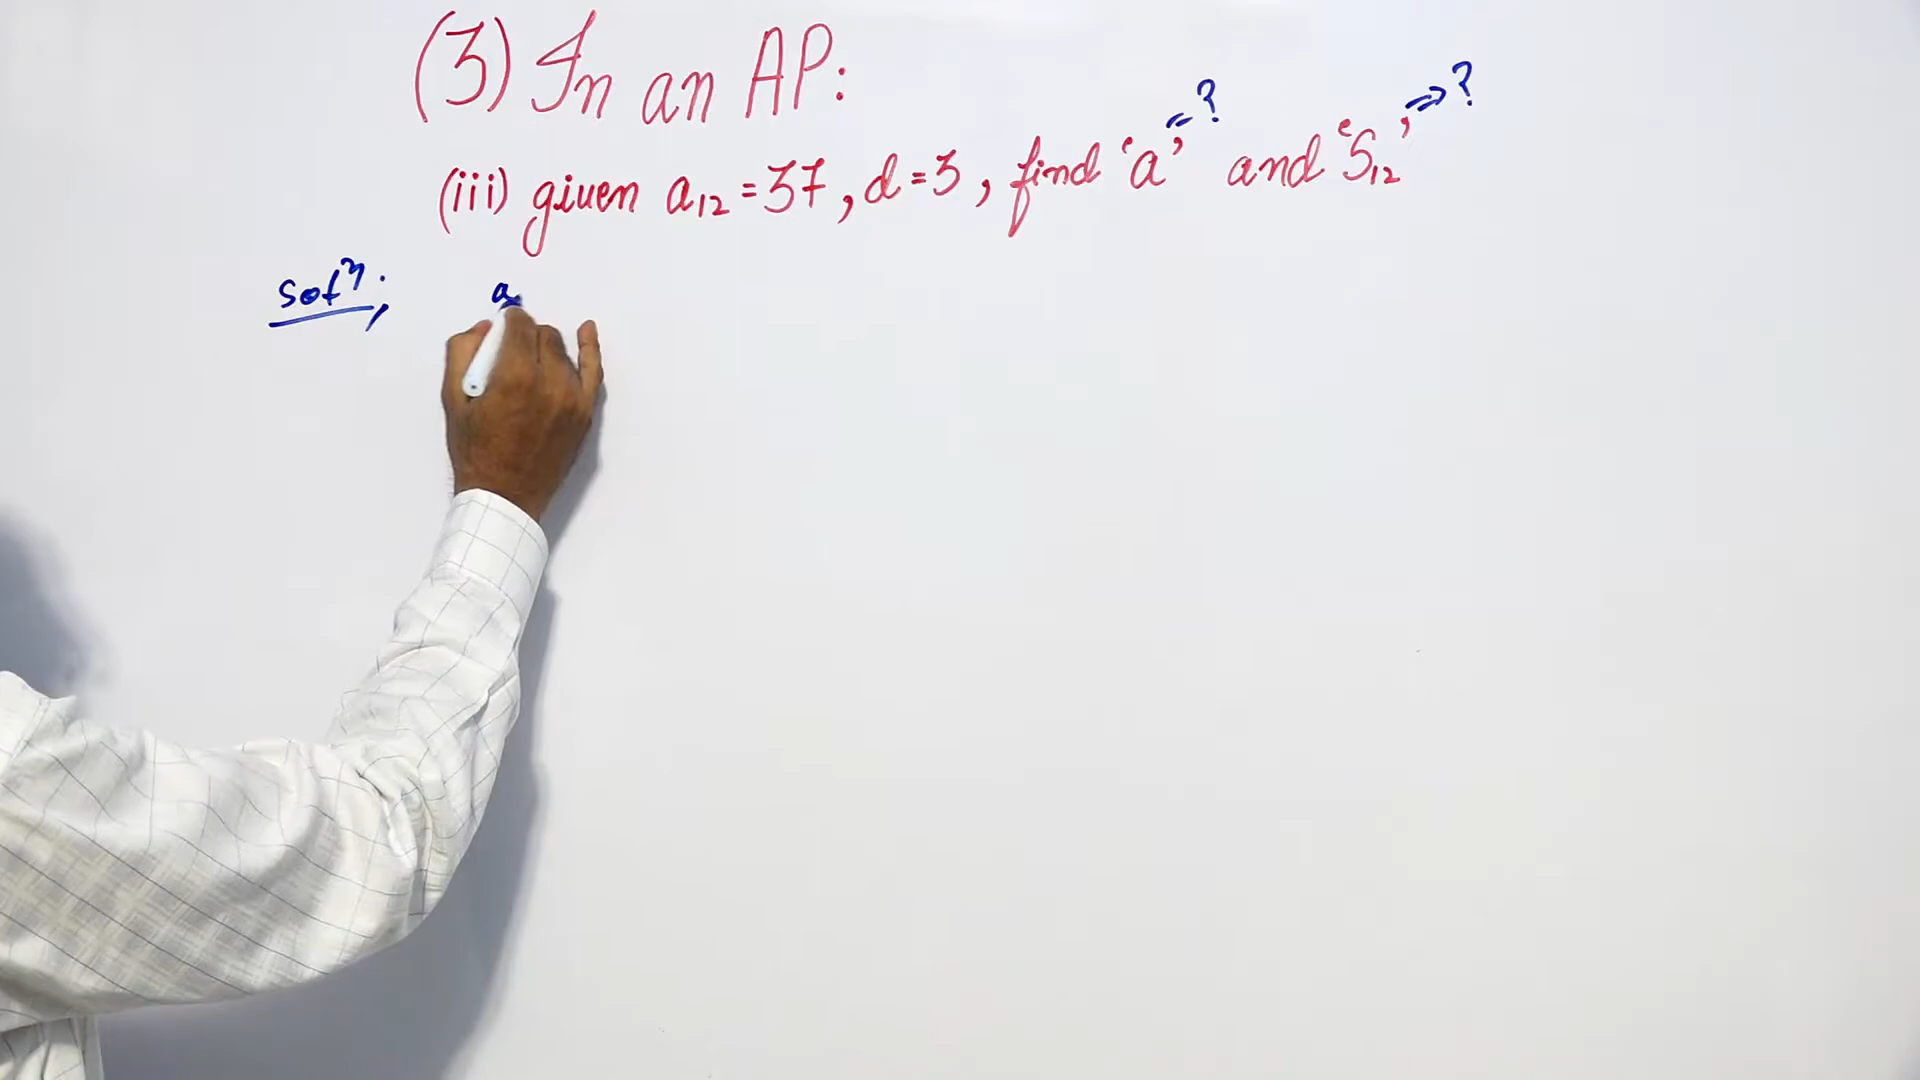 (3) In an AP:
(iii) given a₁₂ = 37, d = 3, find 'a' and 'S₁₂' 
= ?
⇒ ?
Solⁿ.
a